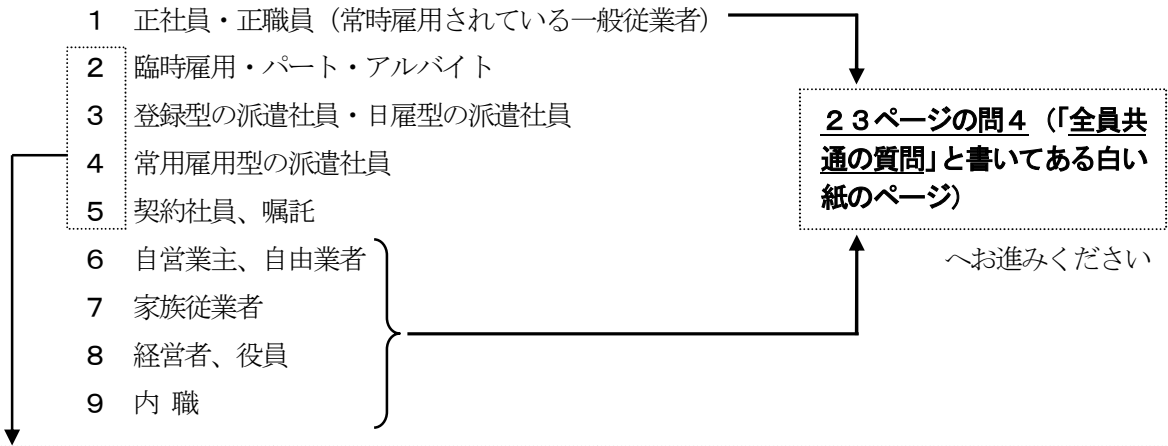 １ 正社員・正職員（常時雇用されている一般従業者）
２ 臨時雇用・パート・アルバイト
３ 登録型の派遣社員・日雇型の派遣社員
４ 常用雇用型の派遣社員
５ 契約社員、嘱託
６ 自営業主、自由業者
７ 家族従業者
８ 経営者、役員
９ 内 職
２３ページの問４（「全員共
通の質問」と書いてある白い
紙のページ）
へお進みください